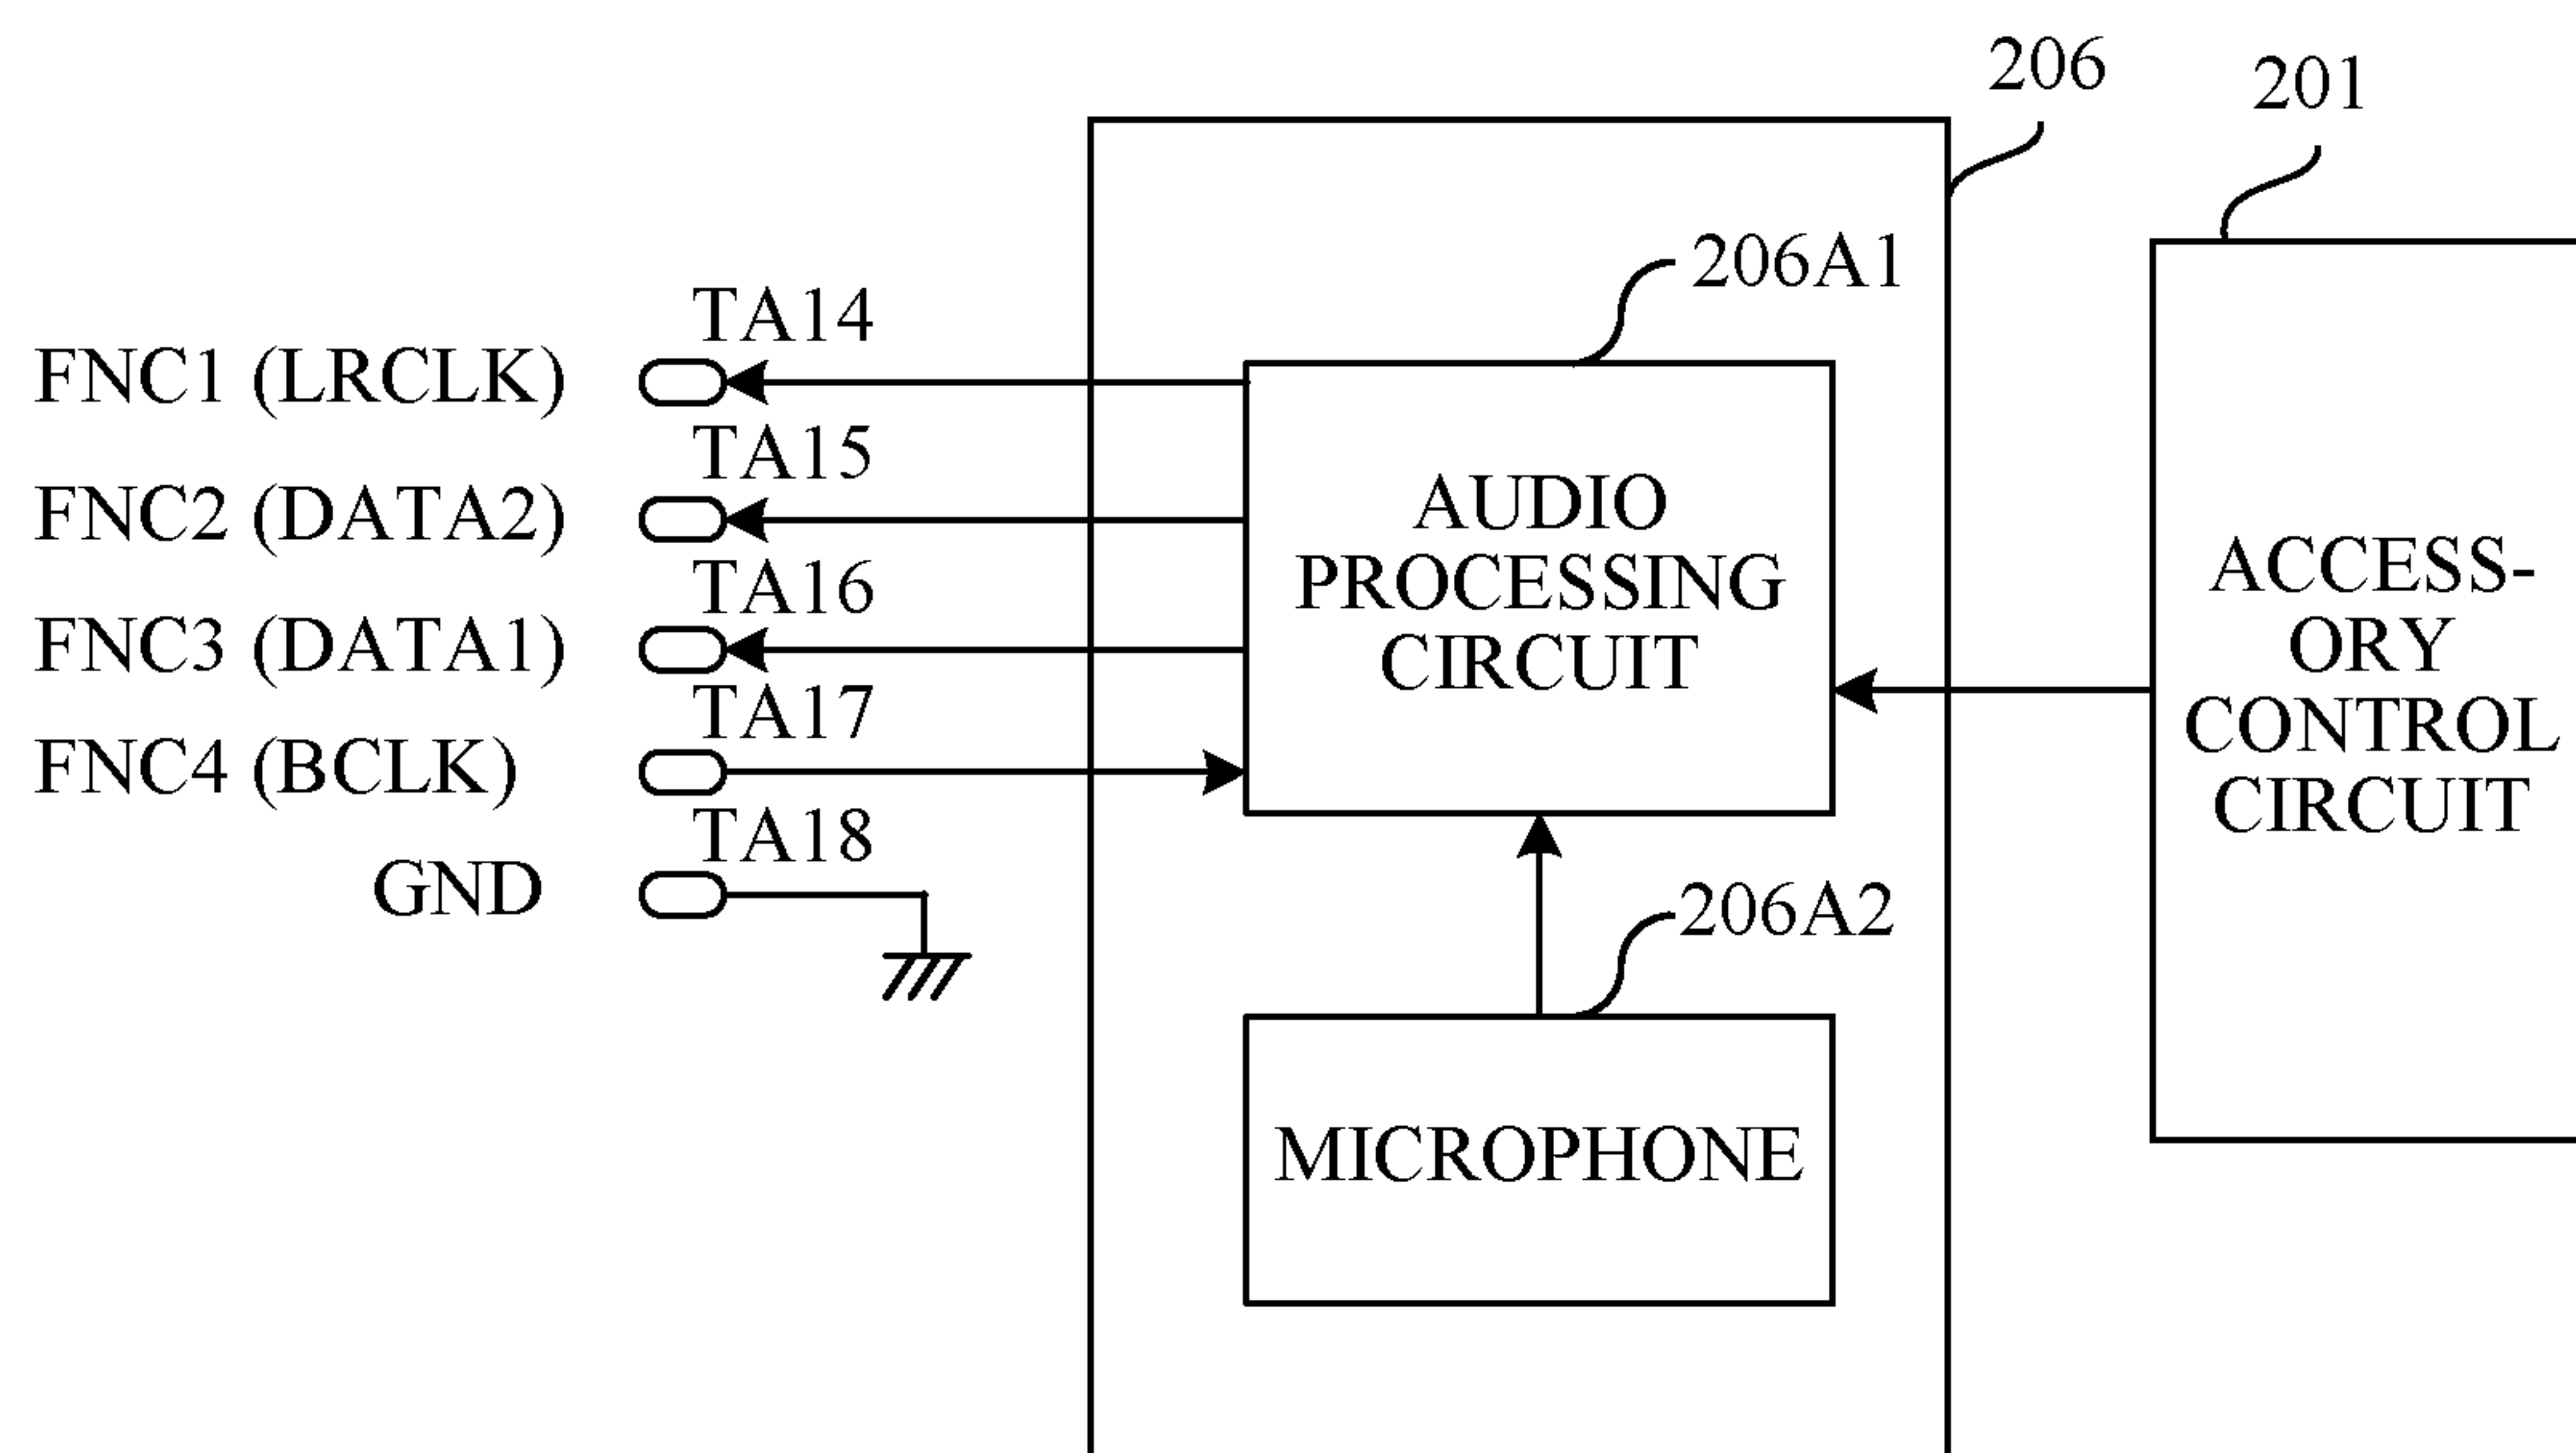 206
201
206A1
TA14
FNC1 (LRCLK)
TA15
FNC2 (DATA2)
TA16
FNC3 (DATA1)
TA17
FNC4 (BCLK)
TA18
GND
AUDIO
PROCESSING
CIRCUIT
ACCESS-
ORY
CONTROL
CIRCUIT
206A2
MICROPHONE